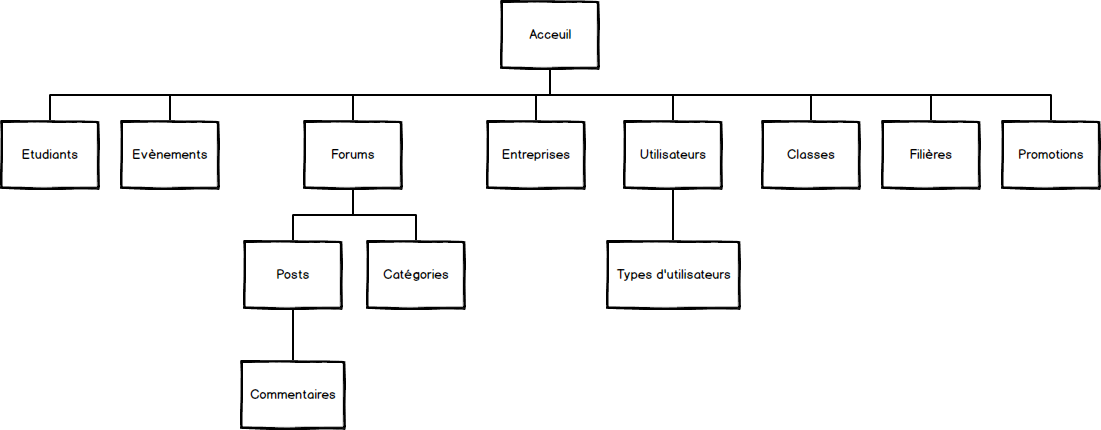 Acceuil
Etudiants
Evènements
Forums
Entreprises
Utilisateurs
Classes
Filières
Promotions
Posts
Catégories
Types d'utilisateurs
Commentaires